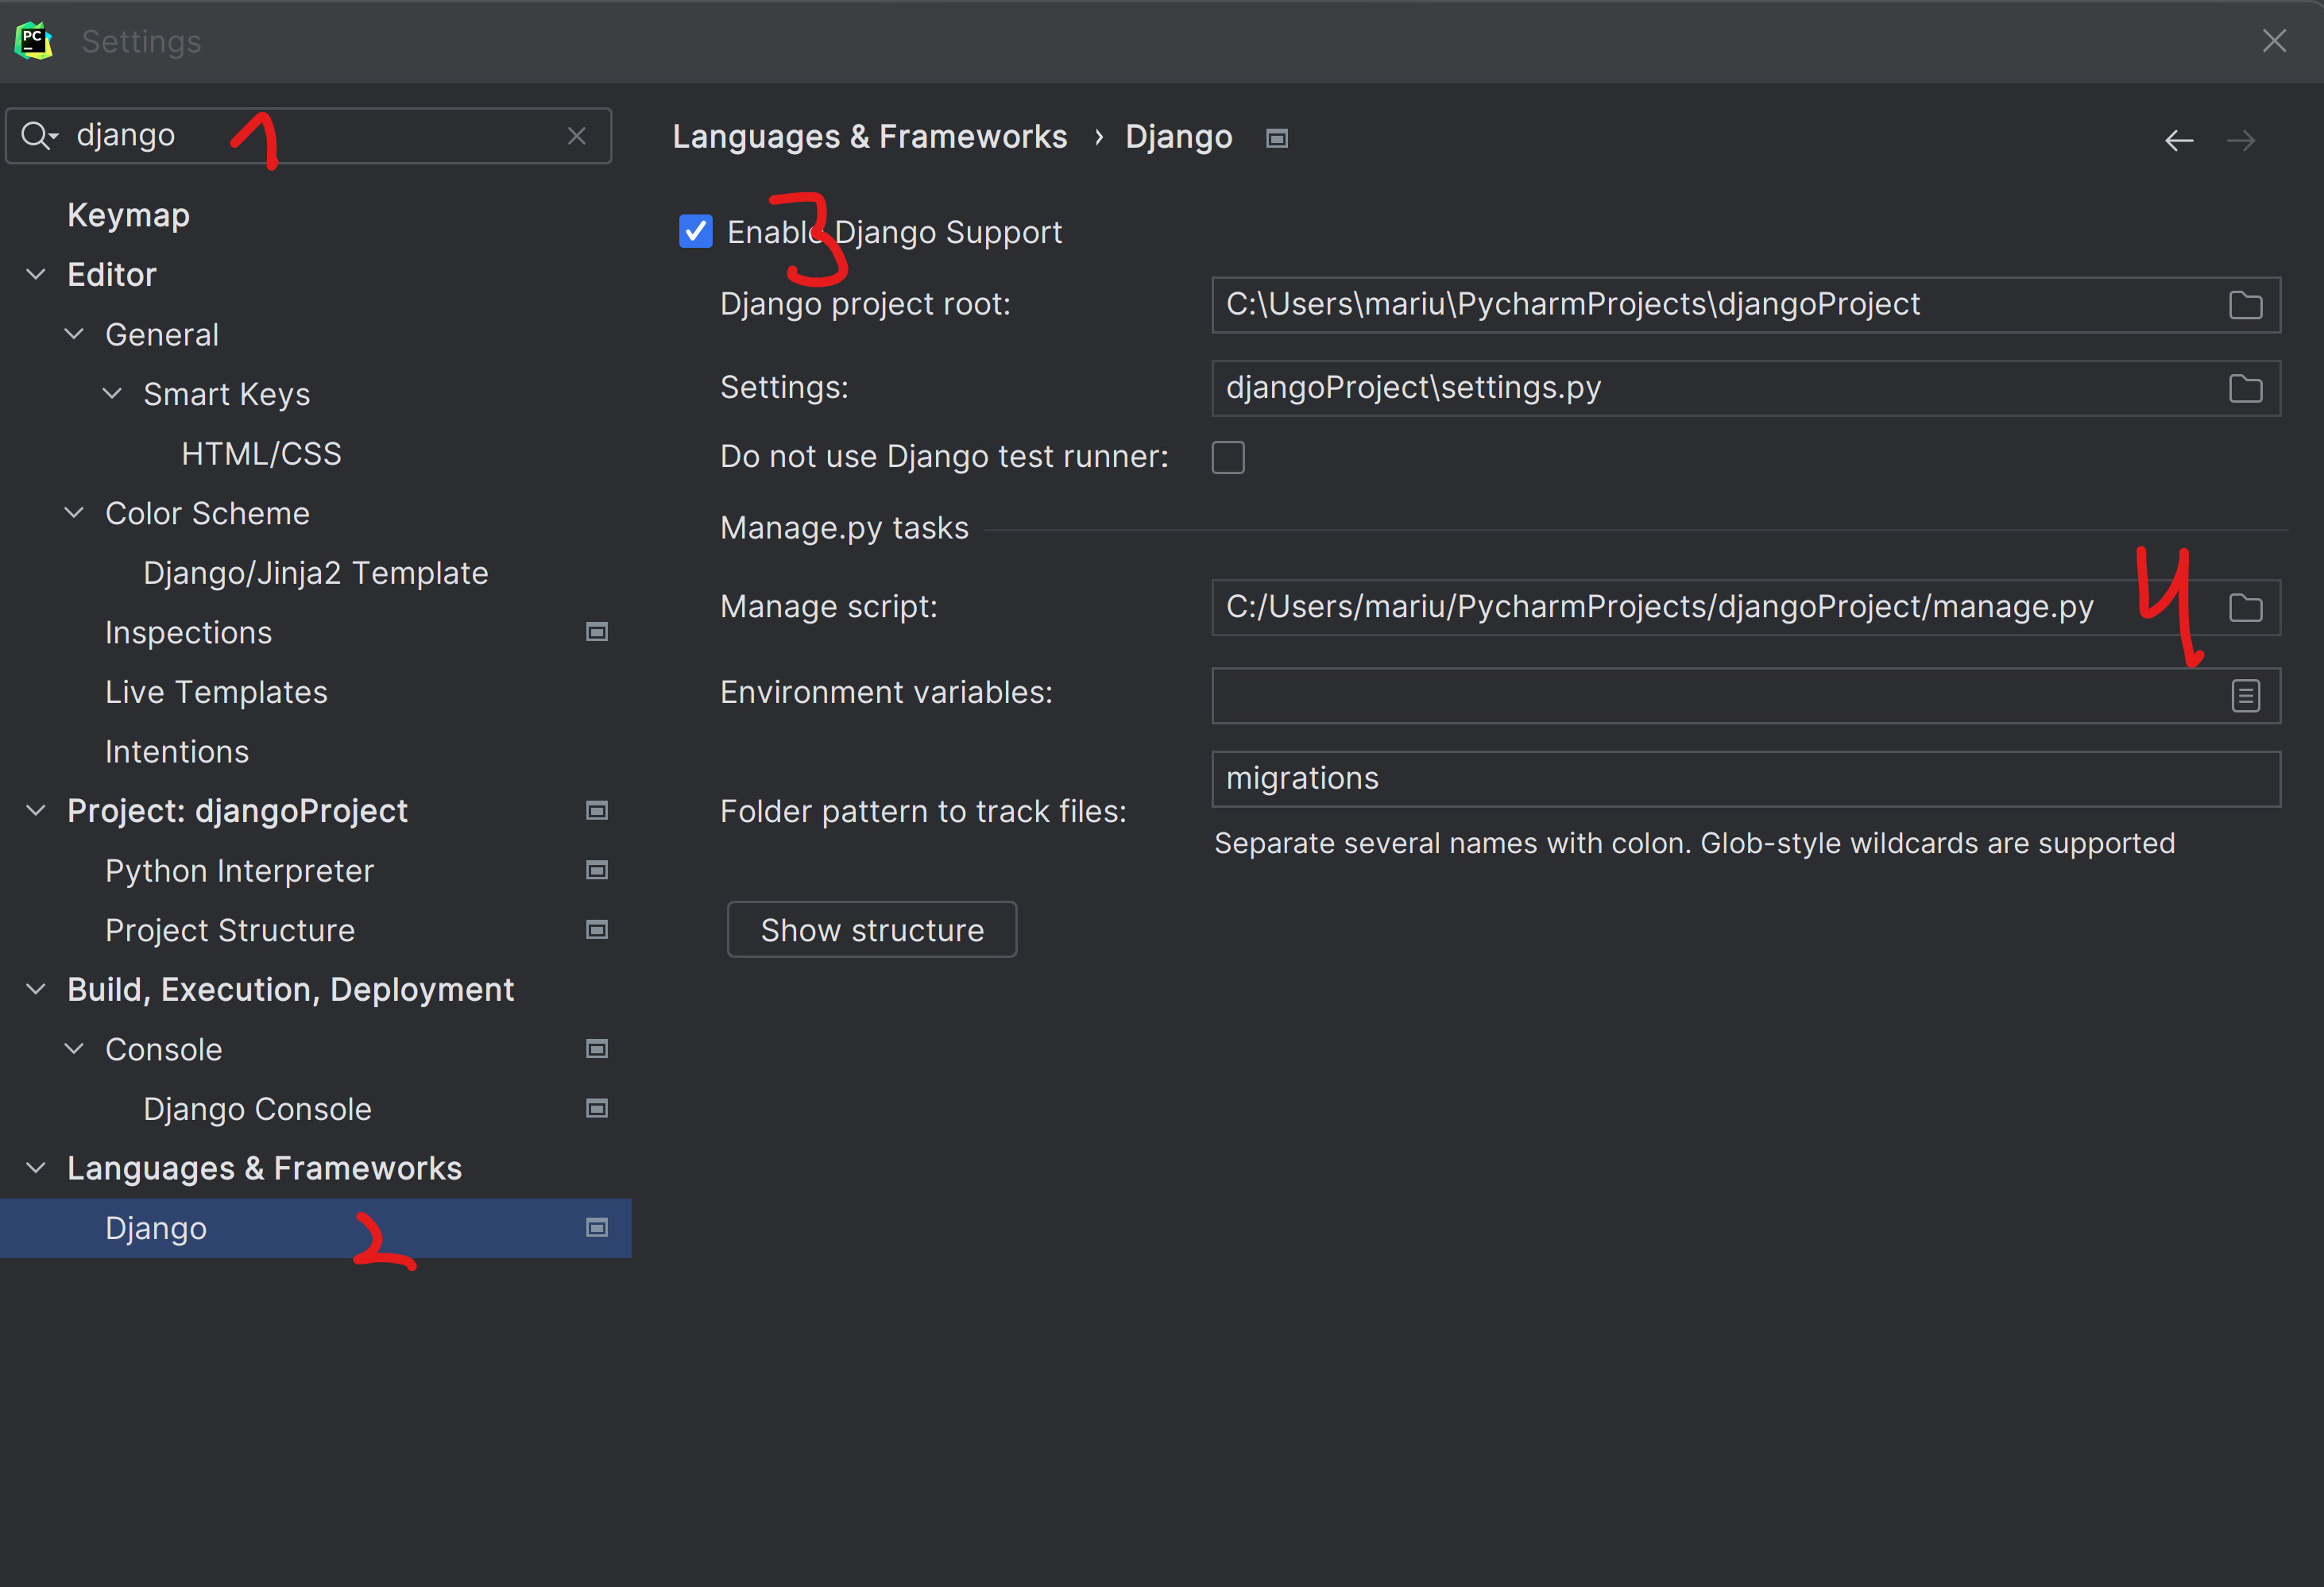 PC
Settings
django
1
Keymap
Editor
General
Smart Keys
HTML/CSS
Color Scheme
Django/Jinja2 Template
Inspections
Live Templates
Intentions
Project: djangoProject
Python Interpreter
Project Structure
Build, Execution, Deployment
Console
Django Console
Languages & Frameworks
Django
2
Languages & Frameworks › Django
3
Enable Django Support
Django project root: C:\Users\mariu\PycharmProjects\djangoProject
Settings: djangoProject\settings.py
Do not use Django test runner:
Manage.py tasks
Manage script: C:/Users/mariu/PycharmProjects/djangoProject/manage.py
4
Environment variables:
Folder pattern to track files: migrations
Separate several names with colon. Glob-style wildcards are supported
Show structure